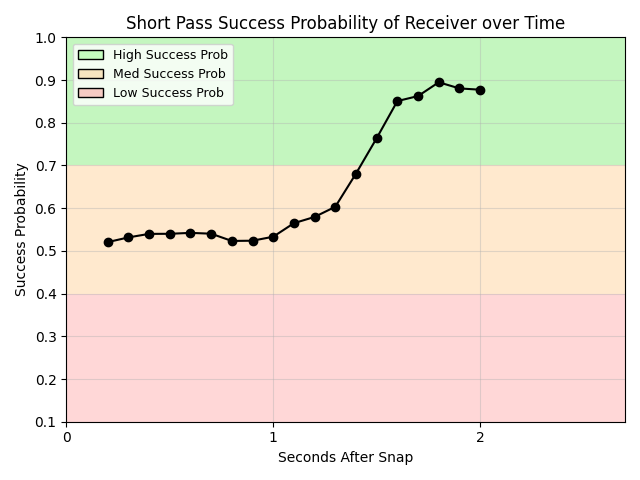 Short Pass Success Probability of Receiver over Time
High Success Prob
Med Success Prob
Low Success Prob
1.0
0.9
0.8
0.7
0.6
0.5
0.4
0.3
0.2
0.1
Success Probability
0 1 2
Seconds After Snap